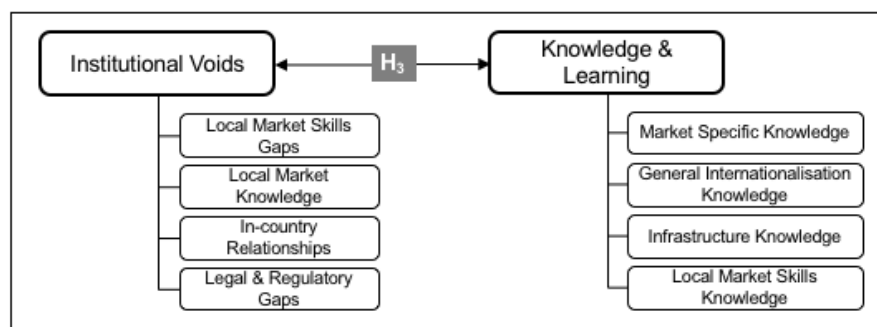 Institutional Voids
H3
Knowledge &
Learning
Local Market Skills
Gaps
Local Market
Knowledge
In-country
Relationships
Legal & Regulatory
Gaps
Market Specific Knowledge
General Internationalisation
Knowledge
Infrastructure Knowledge
Local Market Skills
Knowledge